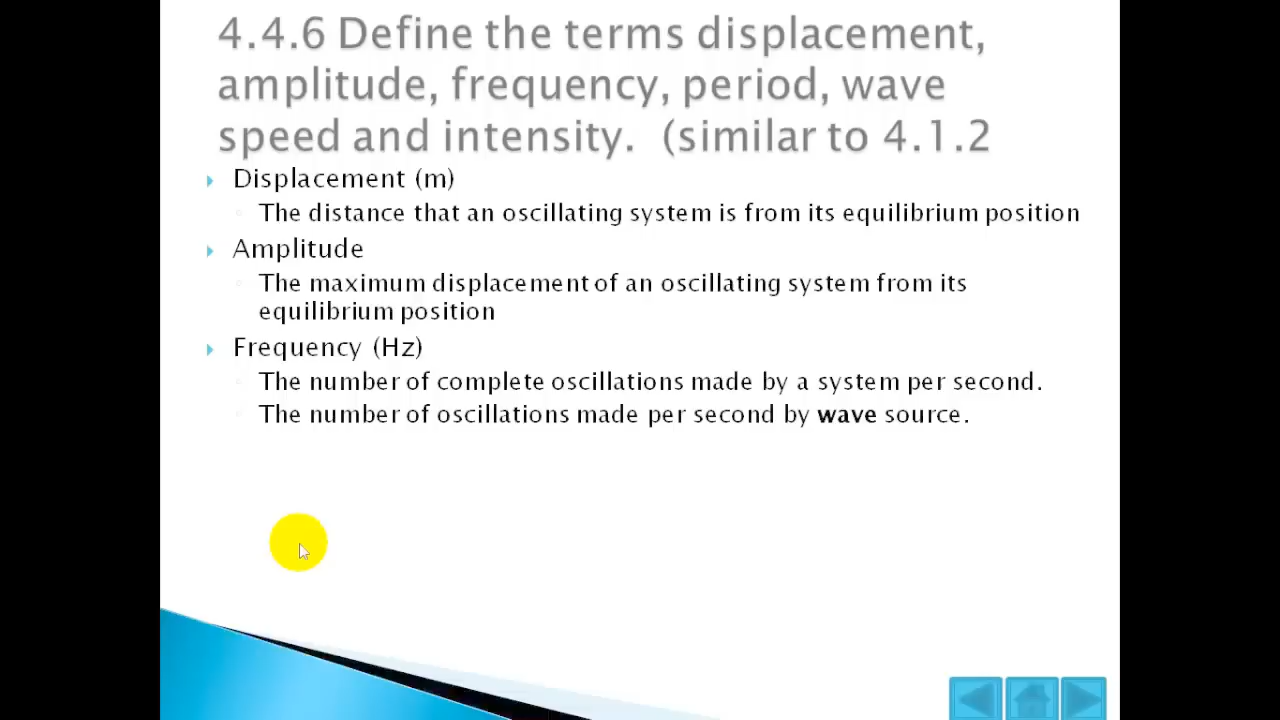 4.4.6 Define the terms displacement,
amplitude, frequency, period, wave
speed and intensity. (similar to 4.1.2
Displacement (m)
The distance that an oscillating system is from its equilibrium position
Amplitude
The maximum displacement of an oscillating system from its
equilibrium position
Frequency (Hz)
The number of complete oscillations made by a system per second.
The number of oscillations made per second by wave source.